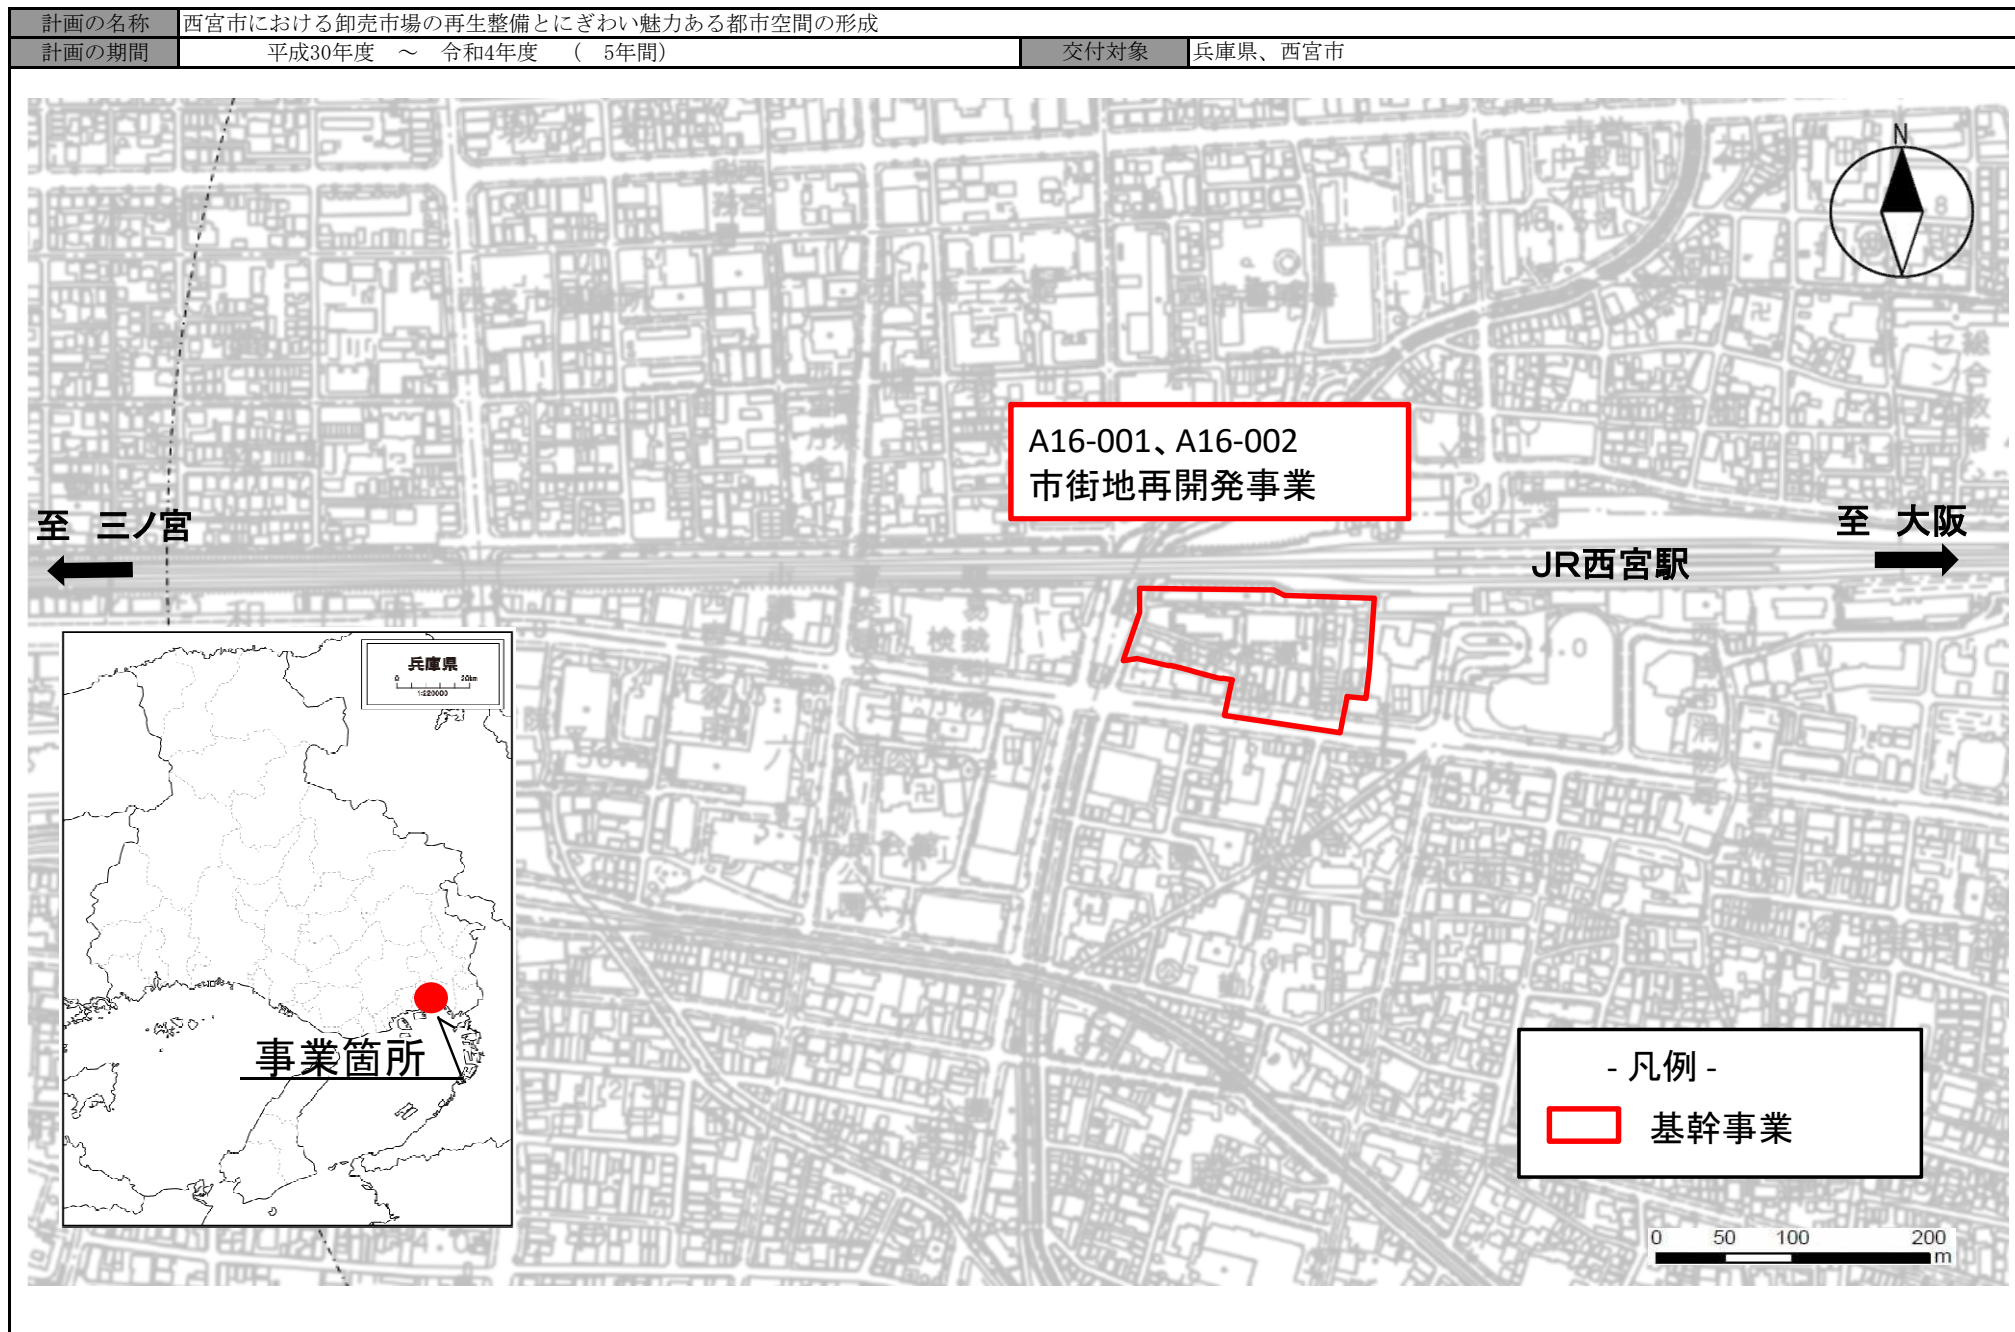 計画の名称 西宮市における卸売市場の再生整備とにぎわい魅力ある都市空間の形成
計画の期間 平成30年度 ～ 令和4年度 ( 5年間) 交付対象 兵庫県、西宮市
N
A16-001、A16-002
市街地再開発事業
至 三ノ宮
至 大阪
JR西宮駅
兵庫県
0 20km
1:220000
事業箇所
- 凡例 -
基幹事業
0 50 100 200
m